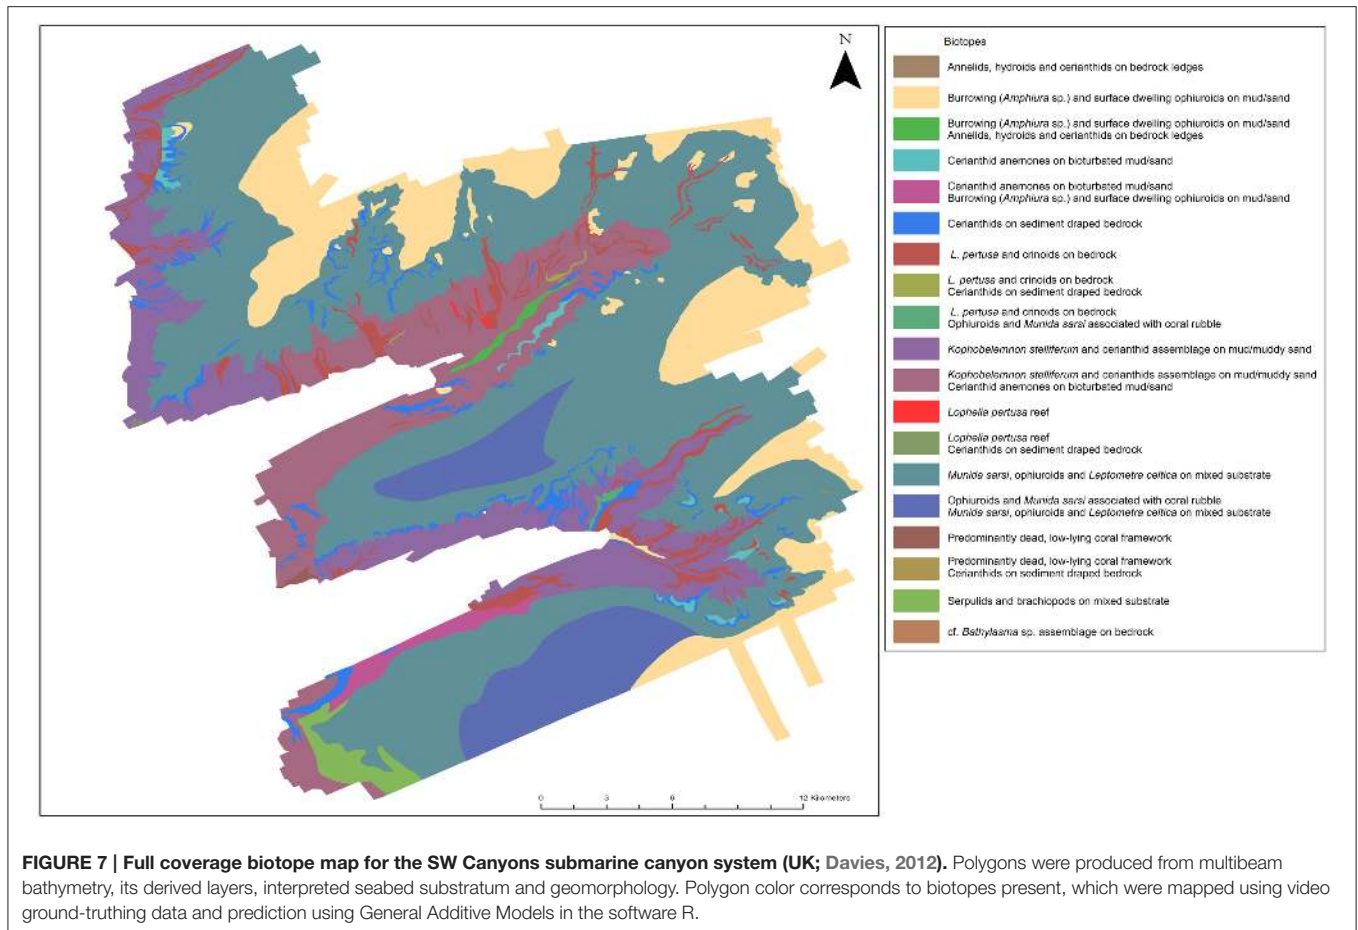 N
0 3 6 12 Kilometers
Biotopes
Annelids, hydroids and cerianthids on bedrock ledges
Burrowing (Amphiura sp.) and surface dwelling ophiuroids on mud/sand
Burrowing (Amphiura sp.) and surface dwelling ophiuroids on mud/sand
Annelids, hydroids and cerianthids on bedrock ledges
Cerianthid anemones on bioturbated mud/sand
Cerianthid anemones on bioturbated mud/sand
Burrowing (Amphiura sp.) and surface dwelling ophiuroids on mud/sand
Cerianthids on sediment draped bedrock
L. pertusa and crinoids on bedrock
L. pertusa and crinoids on bedrock
Cerianthids on sediment draped bedrock
L. pertusa and crinoids on bedrock
Ophiuroids and Munida sarsi associated with coral rubble
Kophobelemnon stelliferum and cerianthid assemblage on mud/muddy sand
Kophobelemnon stelliferum and cerianthids assemblage on mud/muddy sand
Cerianthid anemones on bioturbated mud/sand
Lophelia pertusa reef
Lophelia pertusa reef
Cerianthids on sediment draped bedrock
Munida sarsi, ophiuroids and Leptometra celtica on mixed substrate
Ophiuroids and Munida sarsi associated with coral rubble
Munida sarsi, ophiuroids and Leptometra celtica on mixed substrate
Predominantly dead, low-lying coral framework
Predominantly dead, low-lying coral framework
Cerianthids on sediment draped bedrock
Serpulids and brachiopods on mixed substrate
cf. Bathylasma sp. assemblage on bedrock
FIGURE 7 | Full coverage biotope map for the SW Canyons submarine canyon system (UK; Davies, 2012). Polygons were produced from multibeam
bathymetry, its derived layers, interpreted seabed substratum and geomorphology. Polygon color corresponds to biotopes present, which were mapped using video
ground-truthing data and prediction using General Additive Models in the software R.